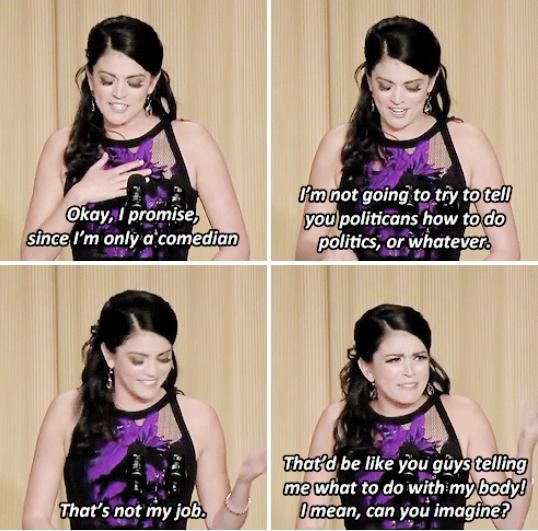 Okay, I promise,
since I'm only a comedian
I'm not going to try to tell
you politicans how to do
politics, or whatever.
That's not my job.
That'd be like you guys telling
me what to do with my body!
I mean, can you imagine?